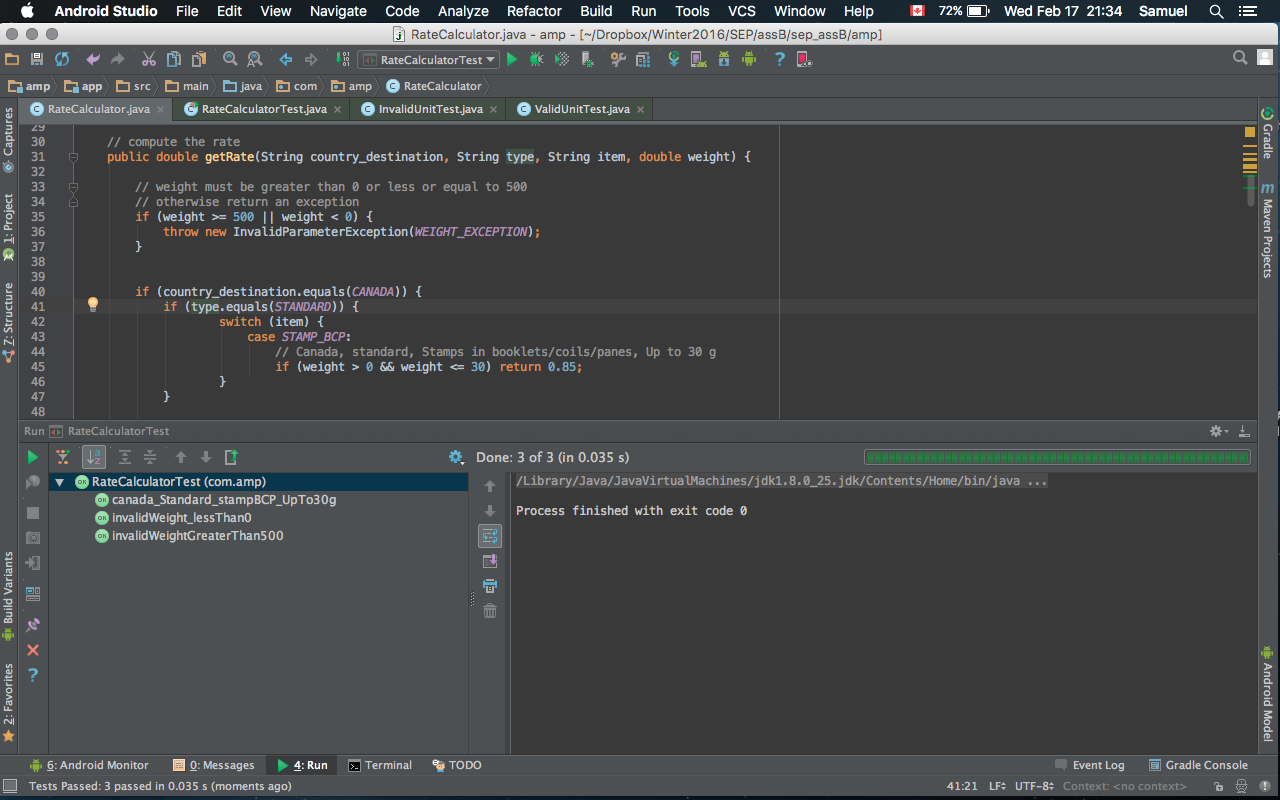 Android Studio File Edit View Navigate Code Analyze Refactor Build Run Tools VCS Window Help 72% Wed Feb 17 21:34 Samuel
RateCalculator.java - amp - [~/Dropbox/Winter2016/SEP/assB/sep_assB/amp]
RateCalculatorTest
amp app src main java com amp RateCalculator
RateCalculator.java RateCalculatorTest.java InvalidUnitTest.java ValidUnitTest.java
29
30 // compute the rate
31 public double getRate(String country_destination, String type, String item, double weight) {
32
33 // weight must be greater than 0 or less or equal to 500
34 // otherwise return an exception
35 if (weight >= 500 || weight < 0) {
36 throw new InvalidParameterException(WEIGHT_EXCEPTION);
37 }
38
39
40 if (country_destination.equals(CANADA)) {
41 if (type.equals(STANDARD)) {
42 switch (item) {
43 case STAMP_BCP:
44 // Canada, standard, Stamps in booklets/coils/panes, Up to 30 g
45 if (weight > 0 && weight <= 30) return 0.85;
46 }
47 }
48
Captures
1: Project
Z: Structure
Build Variants
2: Favorites
Gradle
Maven Projects
Android Model
Run RateCalculatorTest
Done: 3 of 3 (in 0.035 s)
RateCalculatorTest (com.amp)
canada_Standard_stampBCP_UpTo30g
invalidWeight_lessThan0
invalidWeightGreaterThan500
/Library/Java/JavaVirtualMachines/jdk1.8.0_25.jdk/Contents/Home/bin/java ...
Process finished with exit code 0
6: Android Monitor 0: Messages 4: Run Terminal TODO Event Log Gradle Console
Tests Passed: 3 passed in 0.035 s (moments ago) 41:21 LF UTF-8 Context: <no context>